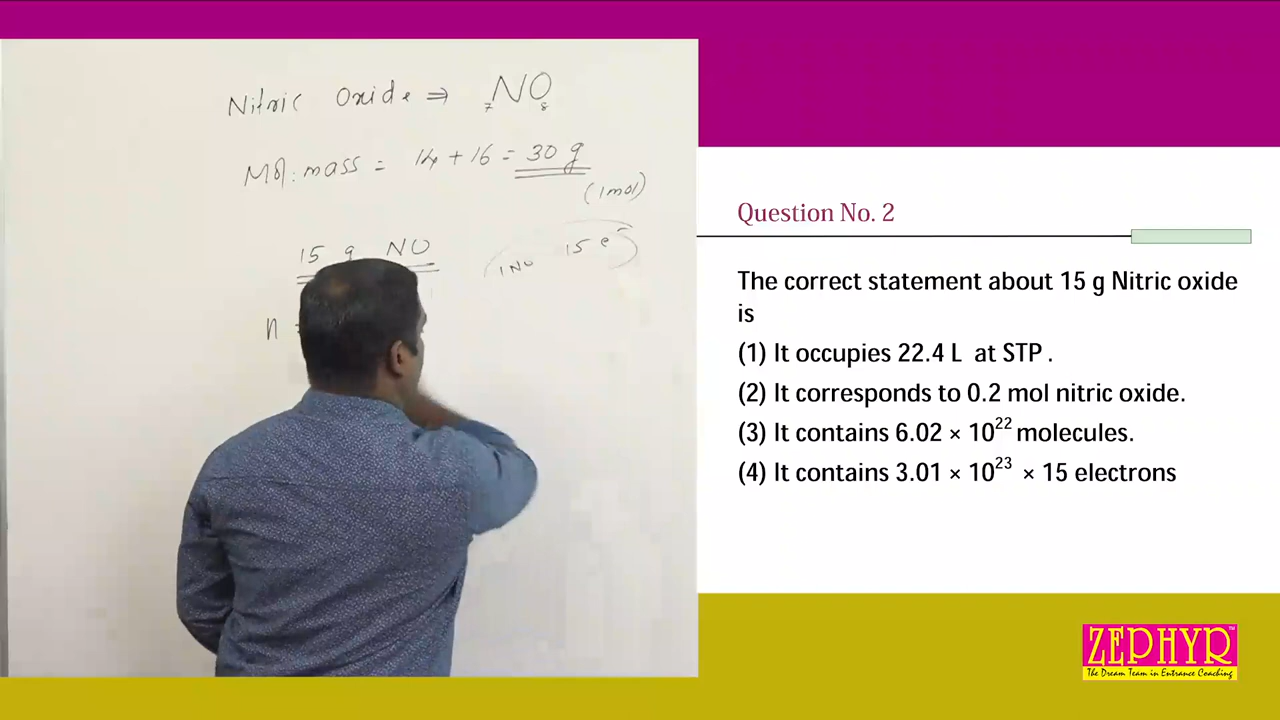 Nitric Oxide ⇒ ₇NO₈
Mol: mass = 14 + 16 = 30 g
(1mol)
15 g NO
1NO 15 e⁻
n =
Question No. 2
The correct statement about 15 g Nitric oxide
is
(1) It occupies 22.4 L at STP .
(2) It corresponds to 0.2 mol nitric oxide.
(3) It contains 6.02 × 10²² molecules.
(4) It contains 3.01 × 10²³ × 15 electrons
ZEPHYR™
The Dream Team in Entrance Coaching